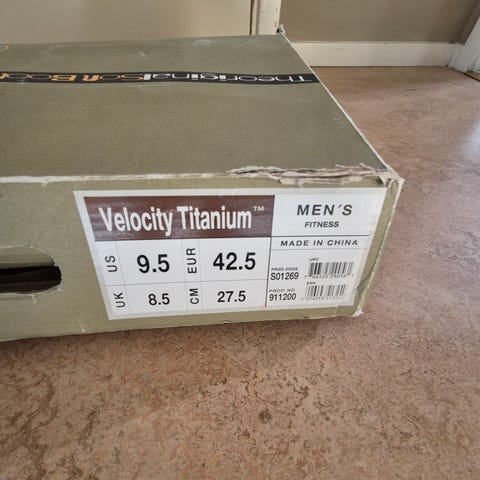 TheoriginalSoftBoot
Velocity Titanium™
MEN'S
FITNESS
MADE IN CHINA
US 9.5 EUR 42.5
UK 8.5 CM 27.5
PROD CODE
S01269
PROD NO.
911200
UPC
EAN